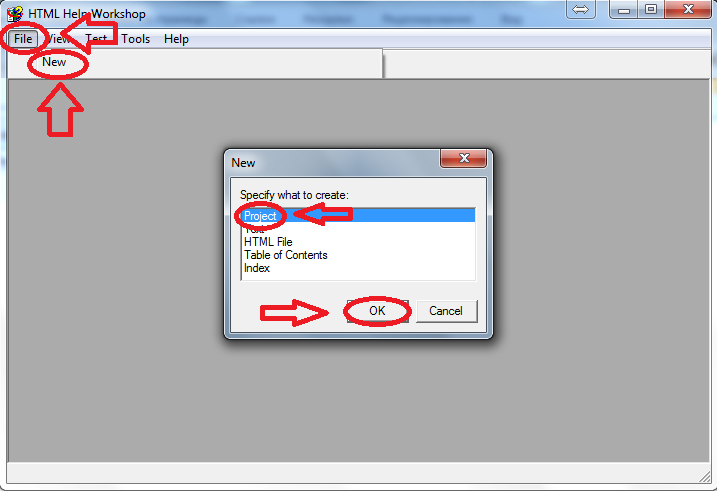 HTML Help Workshop
File View Test Tools Help
New
New
Specify what to create:
Project
Text
HTML File
Table of Contents
Index
OK Cancel